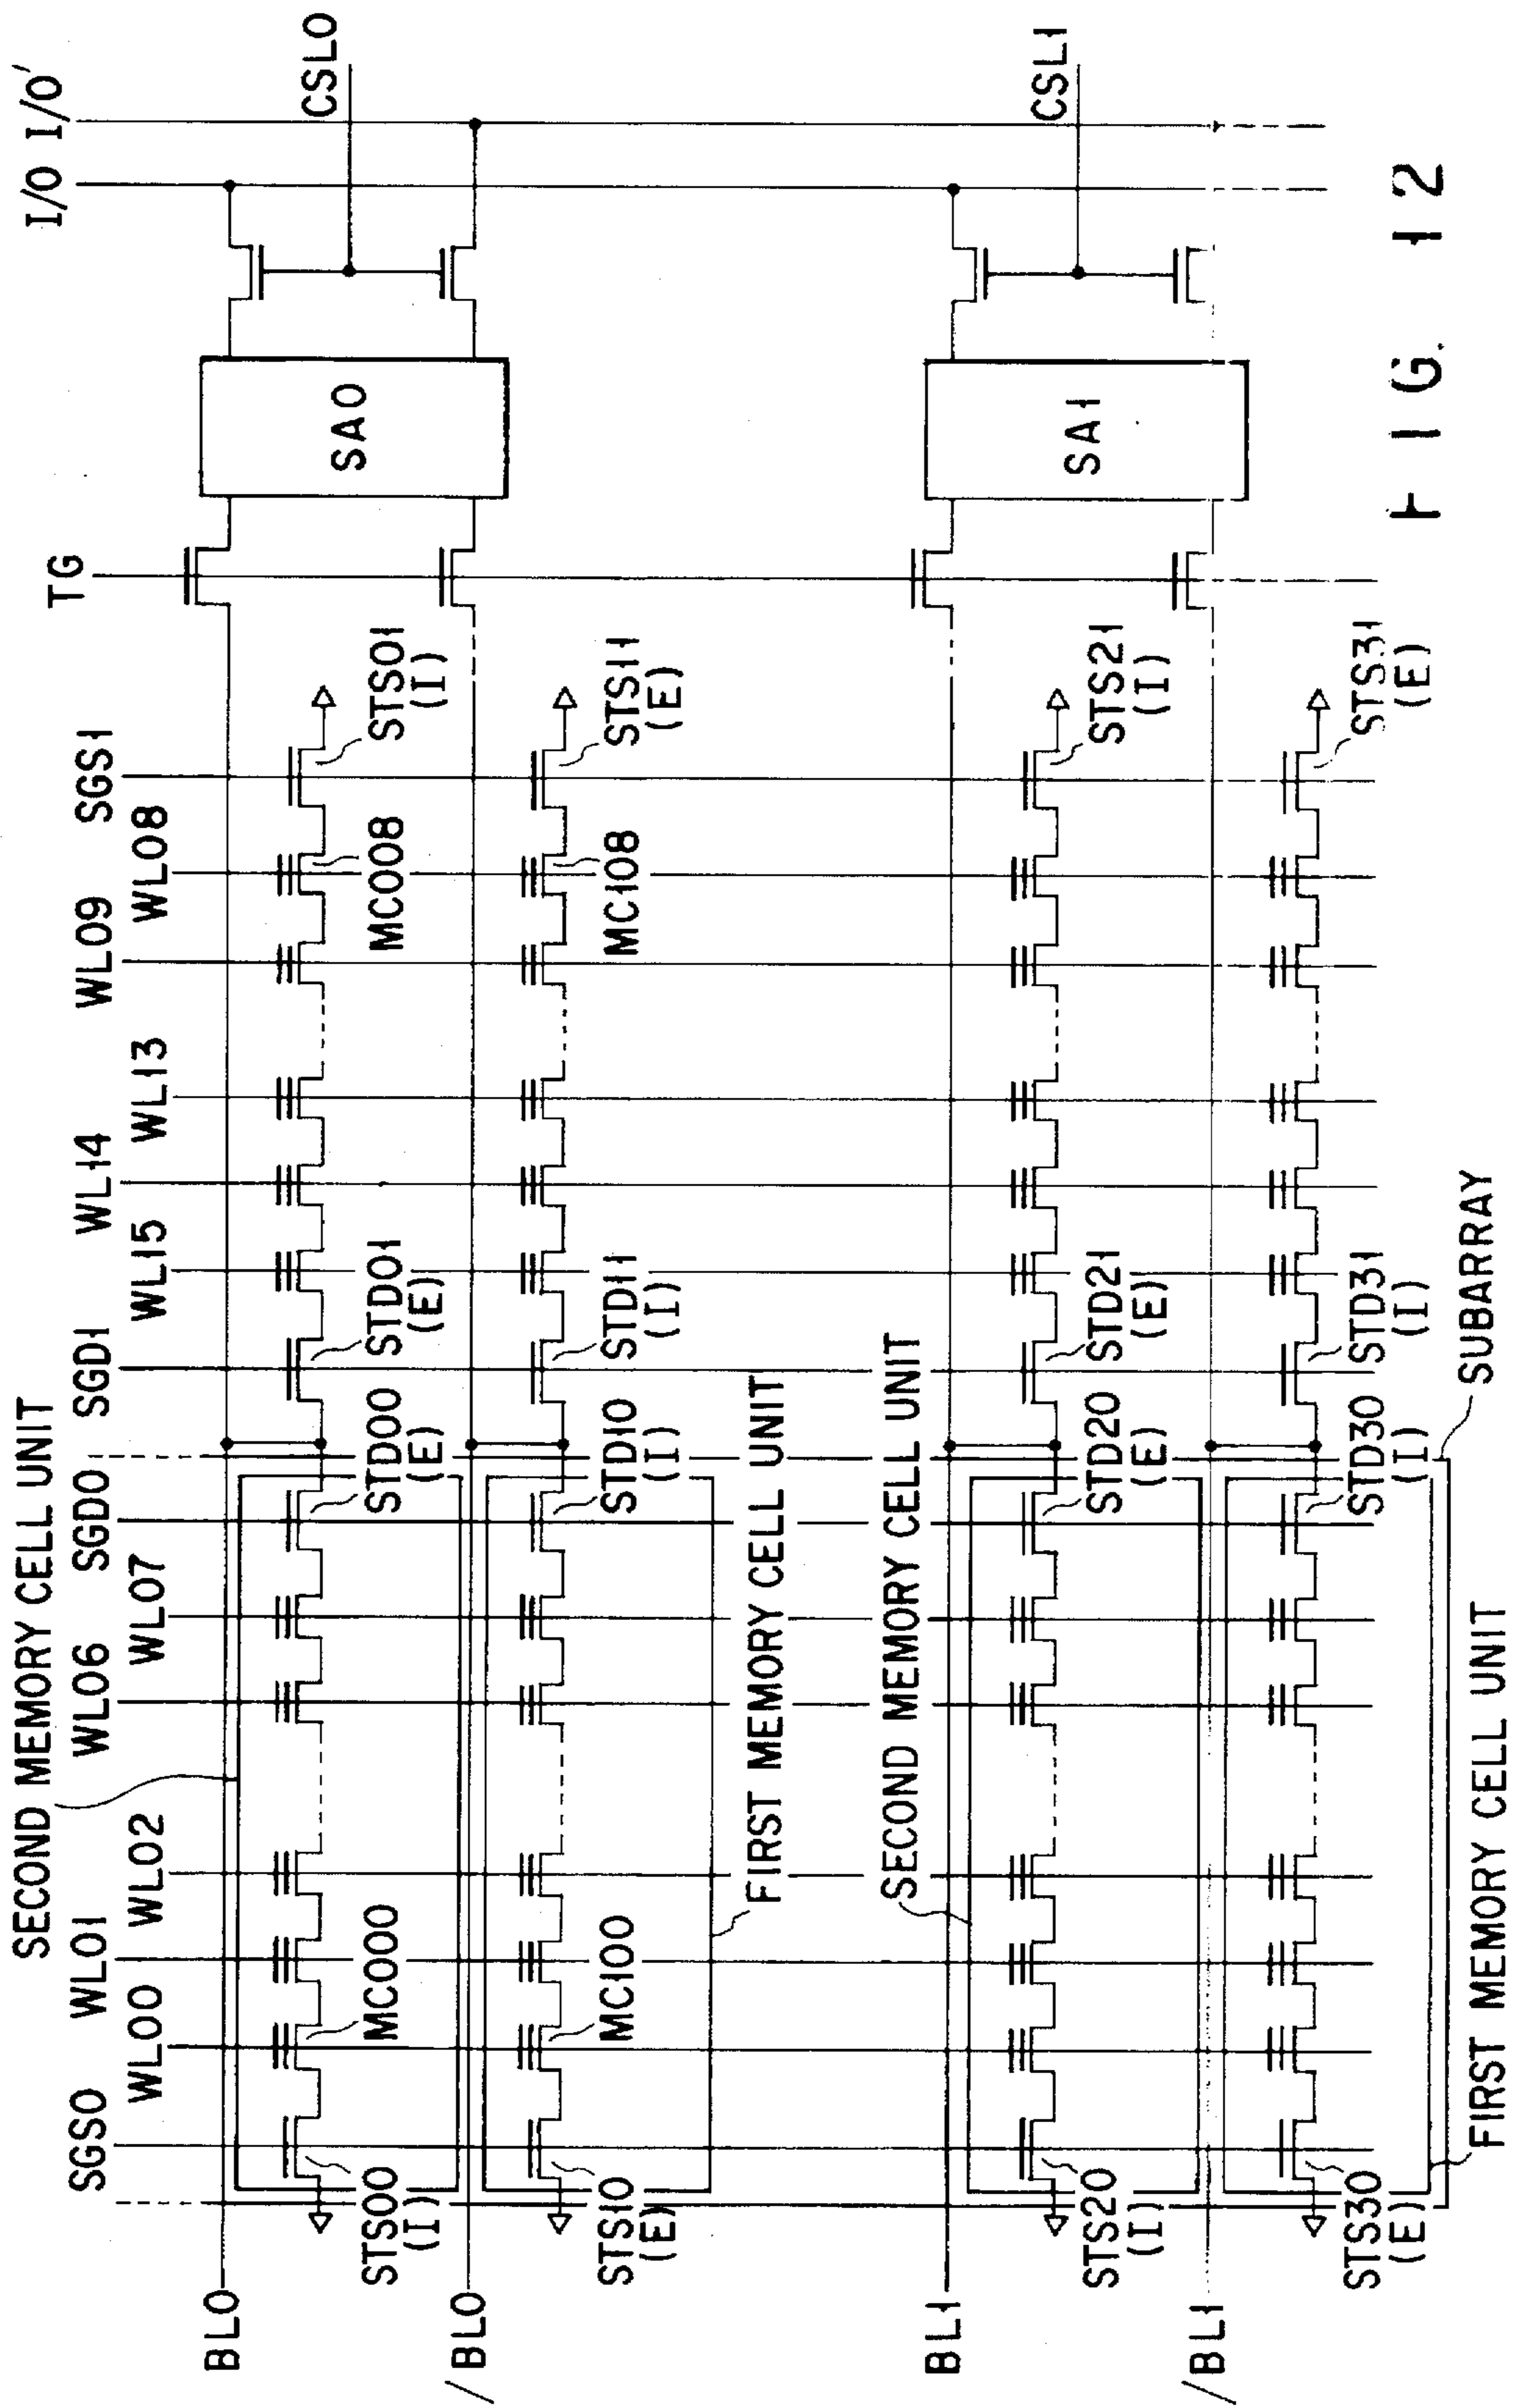 SECOND MEMORY CELL UNIT
SGS0
WL00
WL01
WL02
WL06
WL07
SGD0
SGD1
WL15
WL14
WL13
WL09
WL08
SGS1
TG
I/O
I/O'
BL0
STS00
(I)
MC000
STD00
(E)
STD01
(E)
MC008
STS01
(I)
SA0
CSL0
/BL0
STS10
(E)
MC100
STD10
(I)
STD11
(I)
MC108
STS11
(E)
FIRST MEMORY CELL UNIT
SECOND MEMORY CELL UNIT
BL1
STS20
(I)
STD20
(E)
STD21
(E)
STS21
(I)
SA1
CSL1
/BL1
STS30
(E)
STD30
(I)
STD31
(I)
STS31
(E)
FIRST MEMORY CELL UNIT
SUBARRAY
FIG. 12